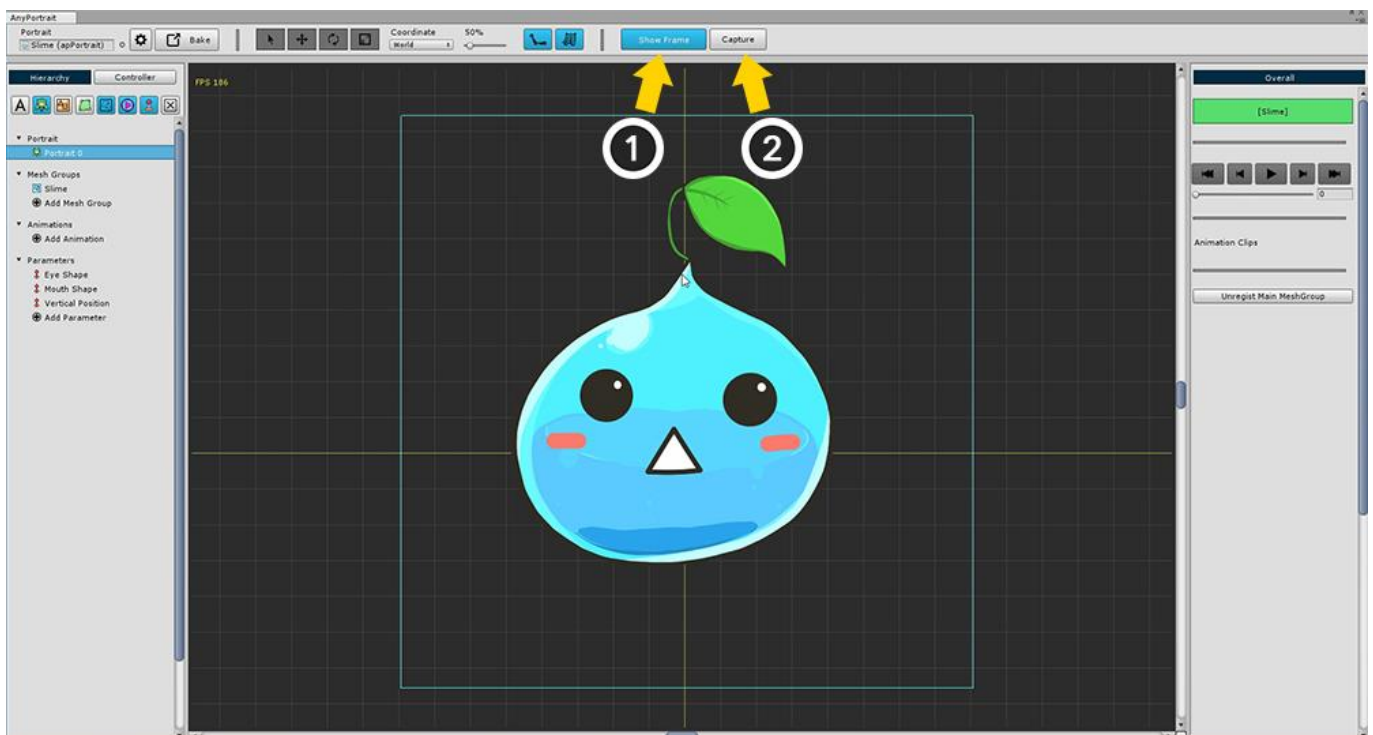 AnyPortrait
Portrait
Slime (apPortrait)
Bake
Coordinate
World
50%
Show Frame
Capture
Hierarchy
Controller
A
Portrait
Portrait 0
Mesh Groups
Slime
Add Mesh Group
Animations
Add Animation
Parameters
Eye Shape
Mouth Shape
Vertical Position
Add Parameter
FPS 186
1
2
Overall
[Slime]
0
Animation Clips
Unregist Main MeshGroup